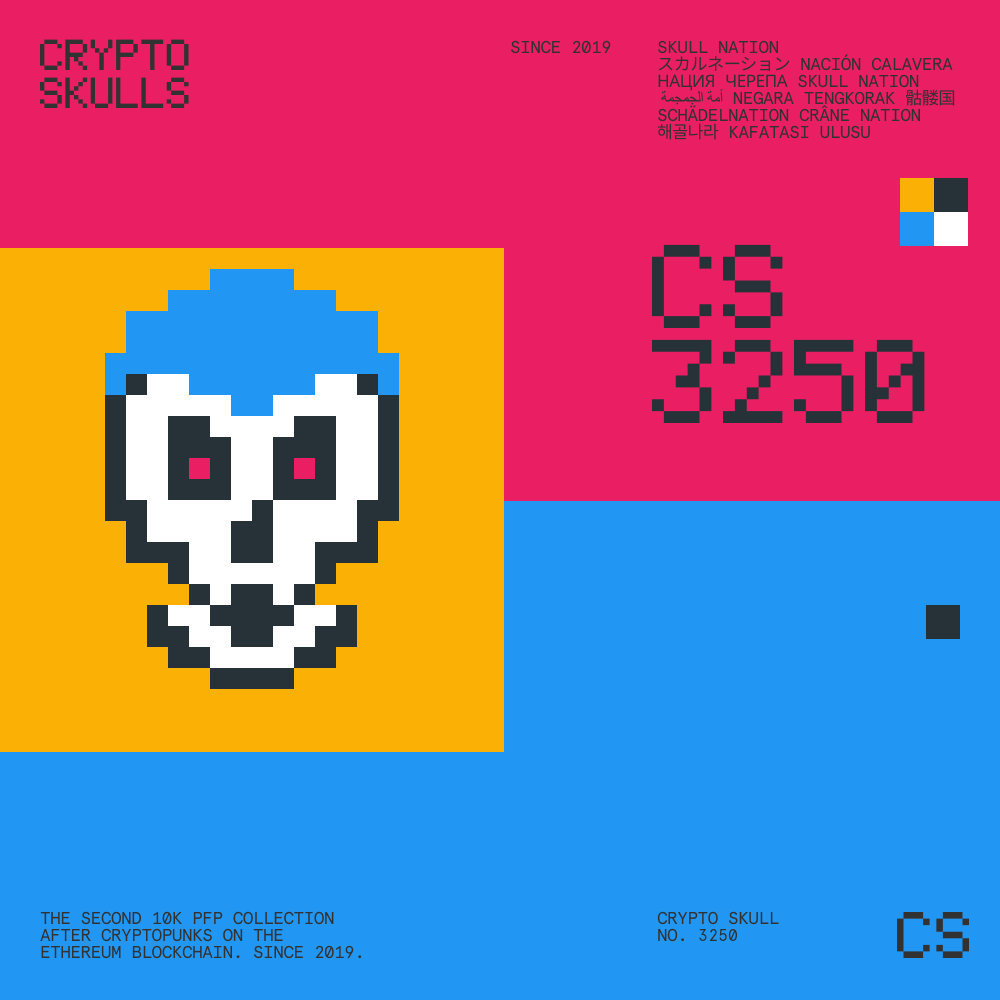 CRYPTO
SKULLS
SINCE 2019
SKULL NATION
スカルネーション NACIÓN CALAVERA
НАЦИЯ ЧЕРЕПА SKULL NATION
أمة الجمجمة NEGARA TENGKORAK 骷髅国
SCHÄDELNATION CRÂNE NATION
해골나라 KAFATASI ULUSU
CS
3250
THE SECOND 10K PFP COLLECTION
AFTER CRYPTOPUNKS ON THE
ETHEREUM BLOCKCHAIN. SINCE 2019.
CRYPTO SKULL
NO. 3250
CS